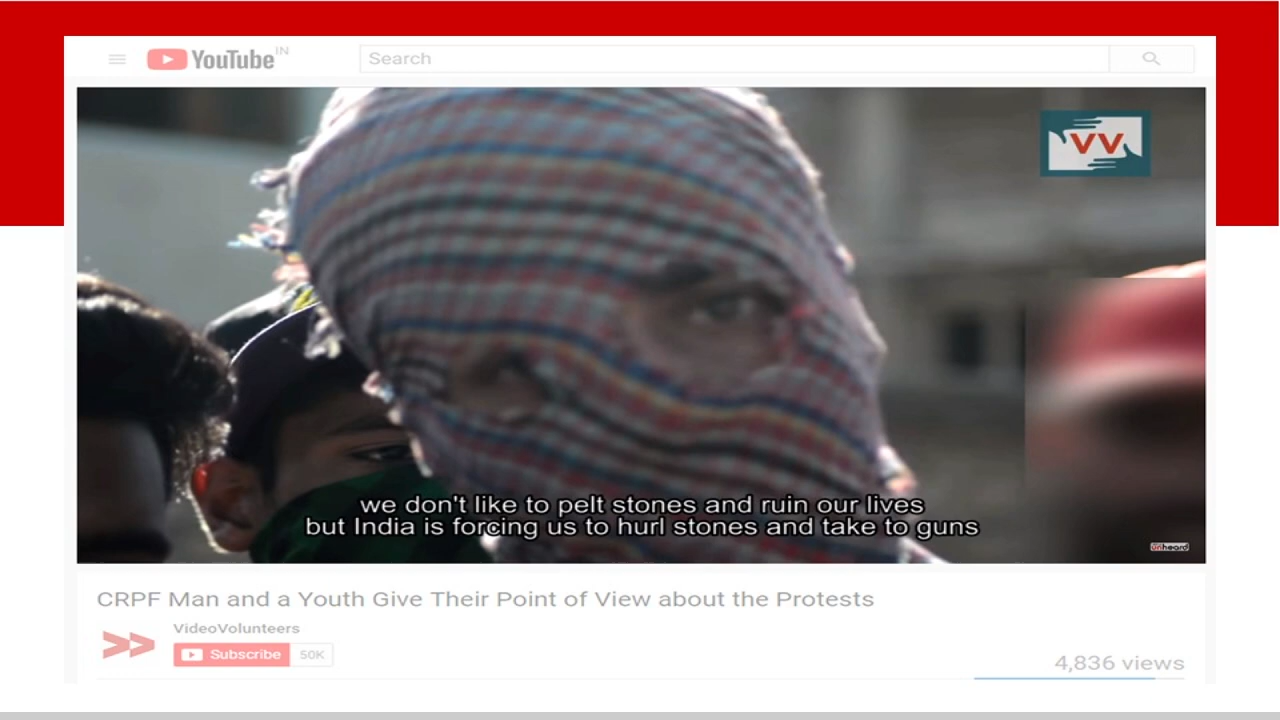 YouTube IN
Search
VV
we don't like to pelt stones and ruin our lives
but India is forcing us to hurl stones and take to guns
unheard
CRPF Man and a Youth Give Their Point of View about the Protests
VideoVolunteers
Subscribe 50K
4,836 views